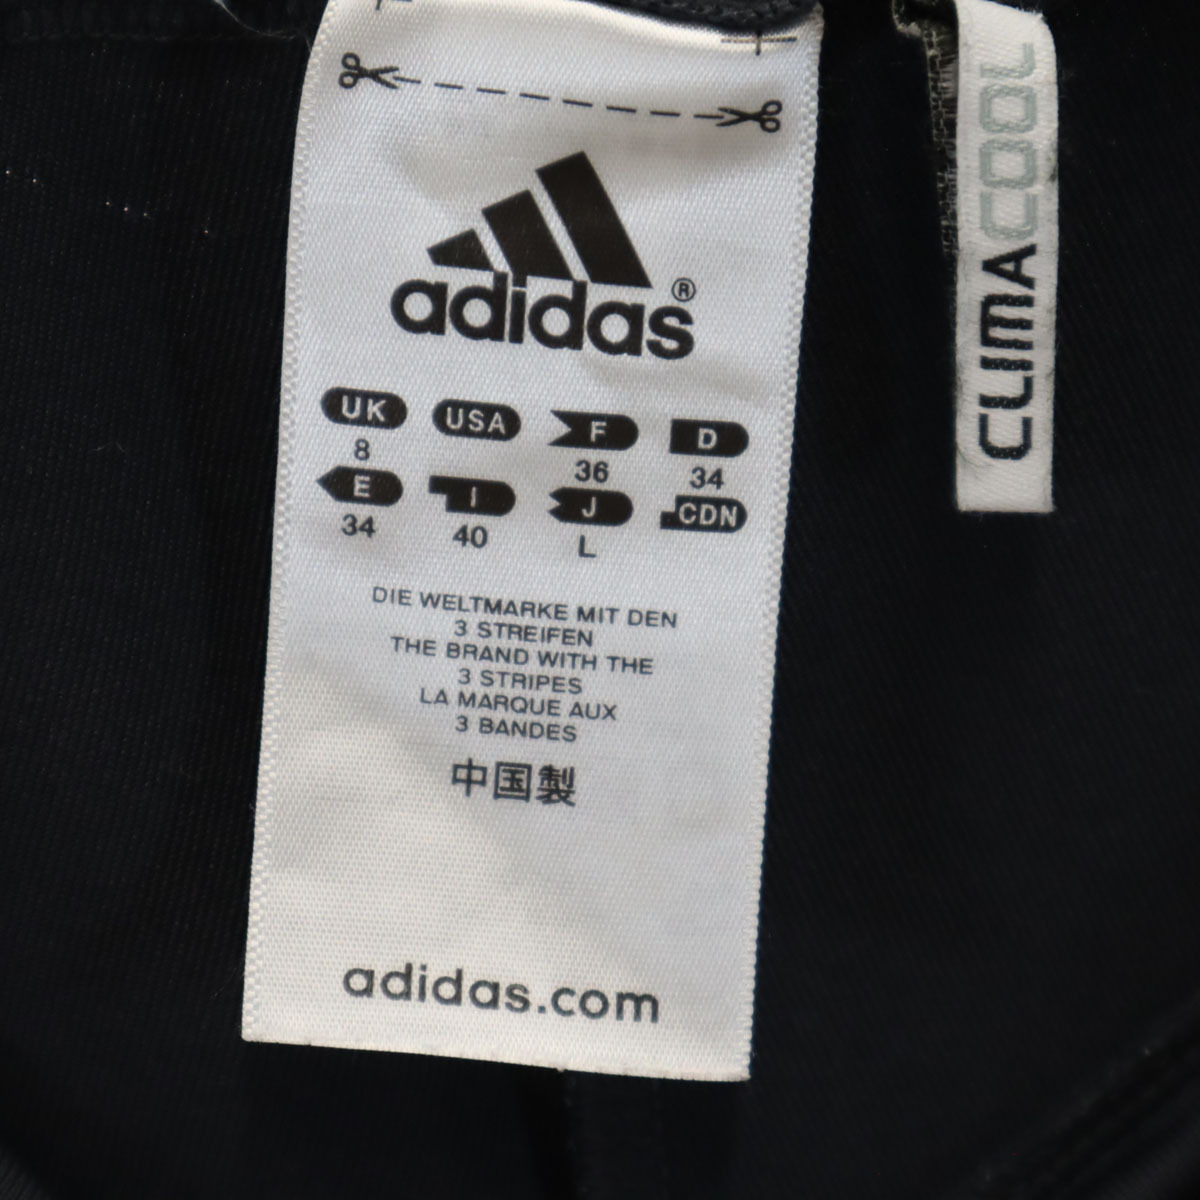 adidas®
UK USA F D
8 36 34
E I J CDN
34 40 L
DIE WELTMARKE MIT DEN
3 STREIFEN
THE BRAND WITH THE
3 STRIPES
LA MARQUE AUX
3 BANDES
中国製
adidas.com
CLIMACOOL